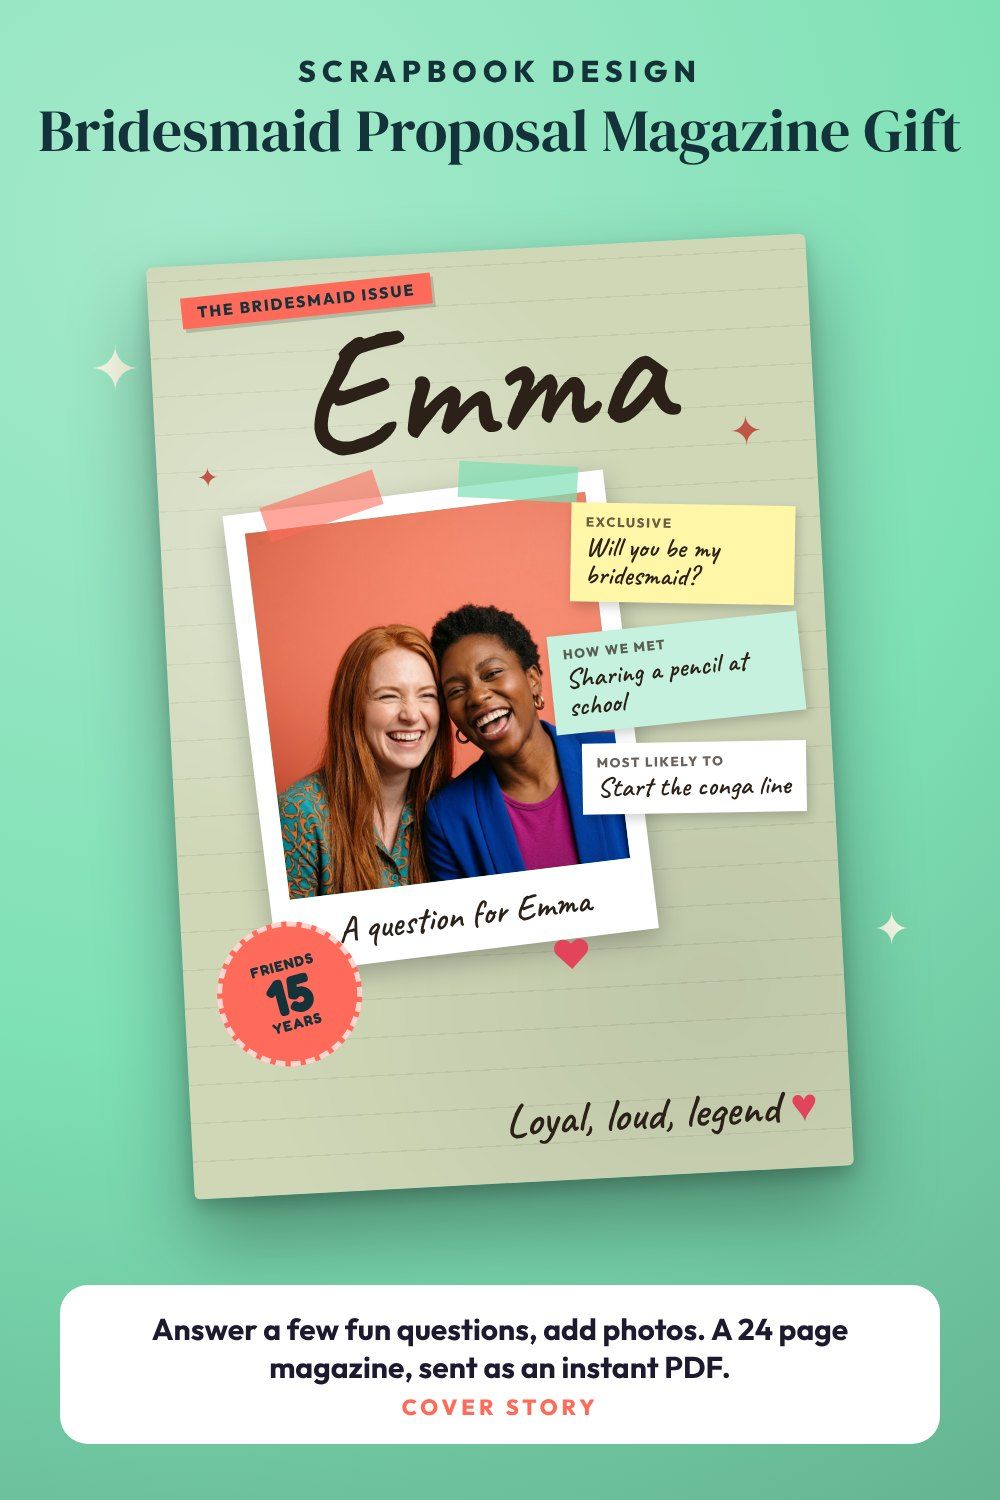 SCRAPBOOK DESIGN
Bridesmaid Proposal Magazine Gift
THE BRIDESMAID ISSUE
Emma
EXCLUSIVE
Will you be my
bridesmaid?
HOW WE MET
Sharing a pencil at
school
MOST LIKELY TO
Start the conga line
A question for Emma
FRIENDS
15
YEARS
Loyal, loud, legend
Answer a few fun questions, add photos. A 24 page
magazine, sent as an instant PDF.
COVER STORY